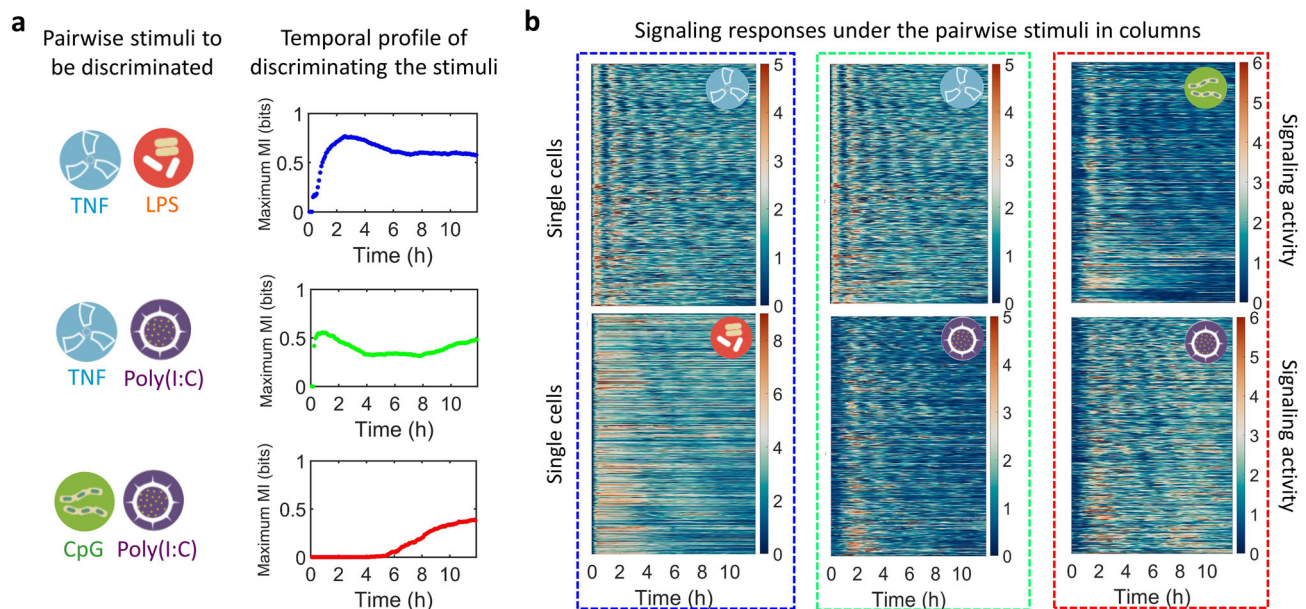 a
Pairwise stimuli to
be discriminated
Temporal profile of
discriminating the stimuli
TNF
LPS
Maximum MI (bits)
1
0.5
0
0 2 4 6 8 10
Time (h)
TNF
Poly(I:C)
Maximum MI (bits)
1
0.5
0
0 2 4 6 8 10
Time (h)
CpG
Poly(I:C)
Maximum MI (bits)
1
0.5
0
0 2 4 6 8 10
Time (h)
b
Signaling responses under the pairwise stimuli in columns
Single cells
5
4
3
2
1
0
5
4
3
2
1
0
6
5
4
3
2
1
0
Signaling activity
Single cells
8
6
4
2
0
0 2 4 6 8 10
Time (h)
5
4
3
2
1
0
0 2 4 6 8 10
Time (h)
6
5
4
3
2
1
0
0 2 4 6 8 10
Time (h)
Signaling activity